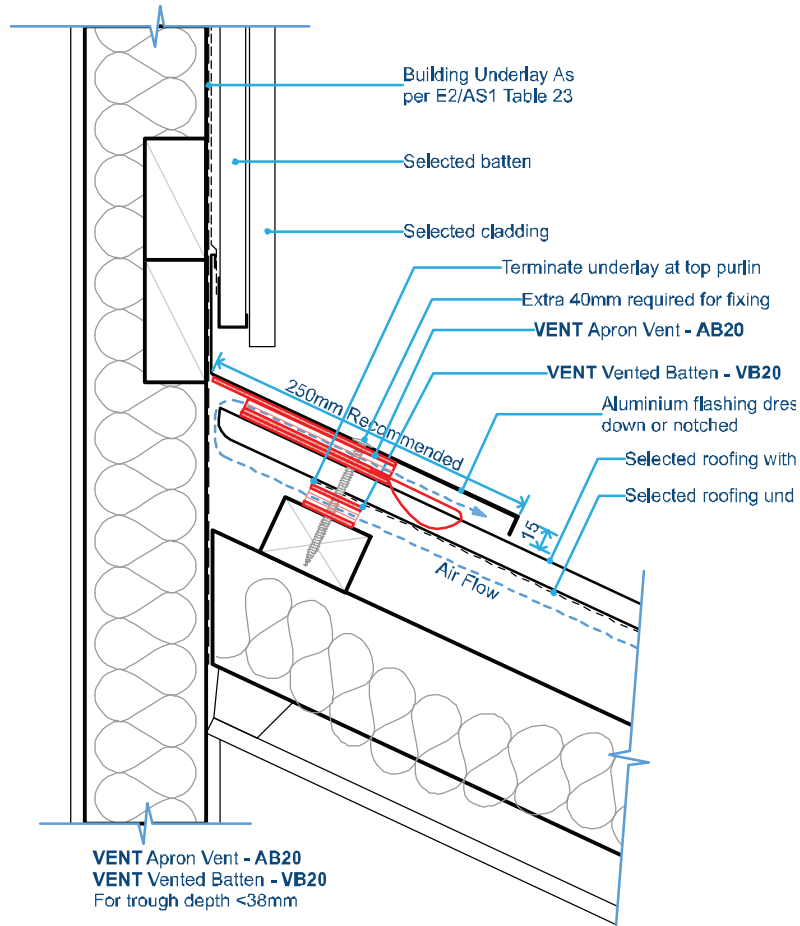 Building Underlay As
per E2/AS1 Table 23
Selected batten
Selected cladding
Terminate underlay at top purlin
Extra 40mm required for fixing
VENT Apron Vent - AB20
VENT Vented Batten - VB20
250mm Recommended
Aluminium flashing dres
down or notched
Selected roofing with
Selected roofing und
15
Air Flow
VENT Apron Vent - AB20
VENT Vented Batten - VB20
For trough depth <38mm